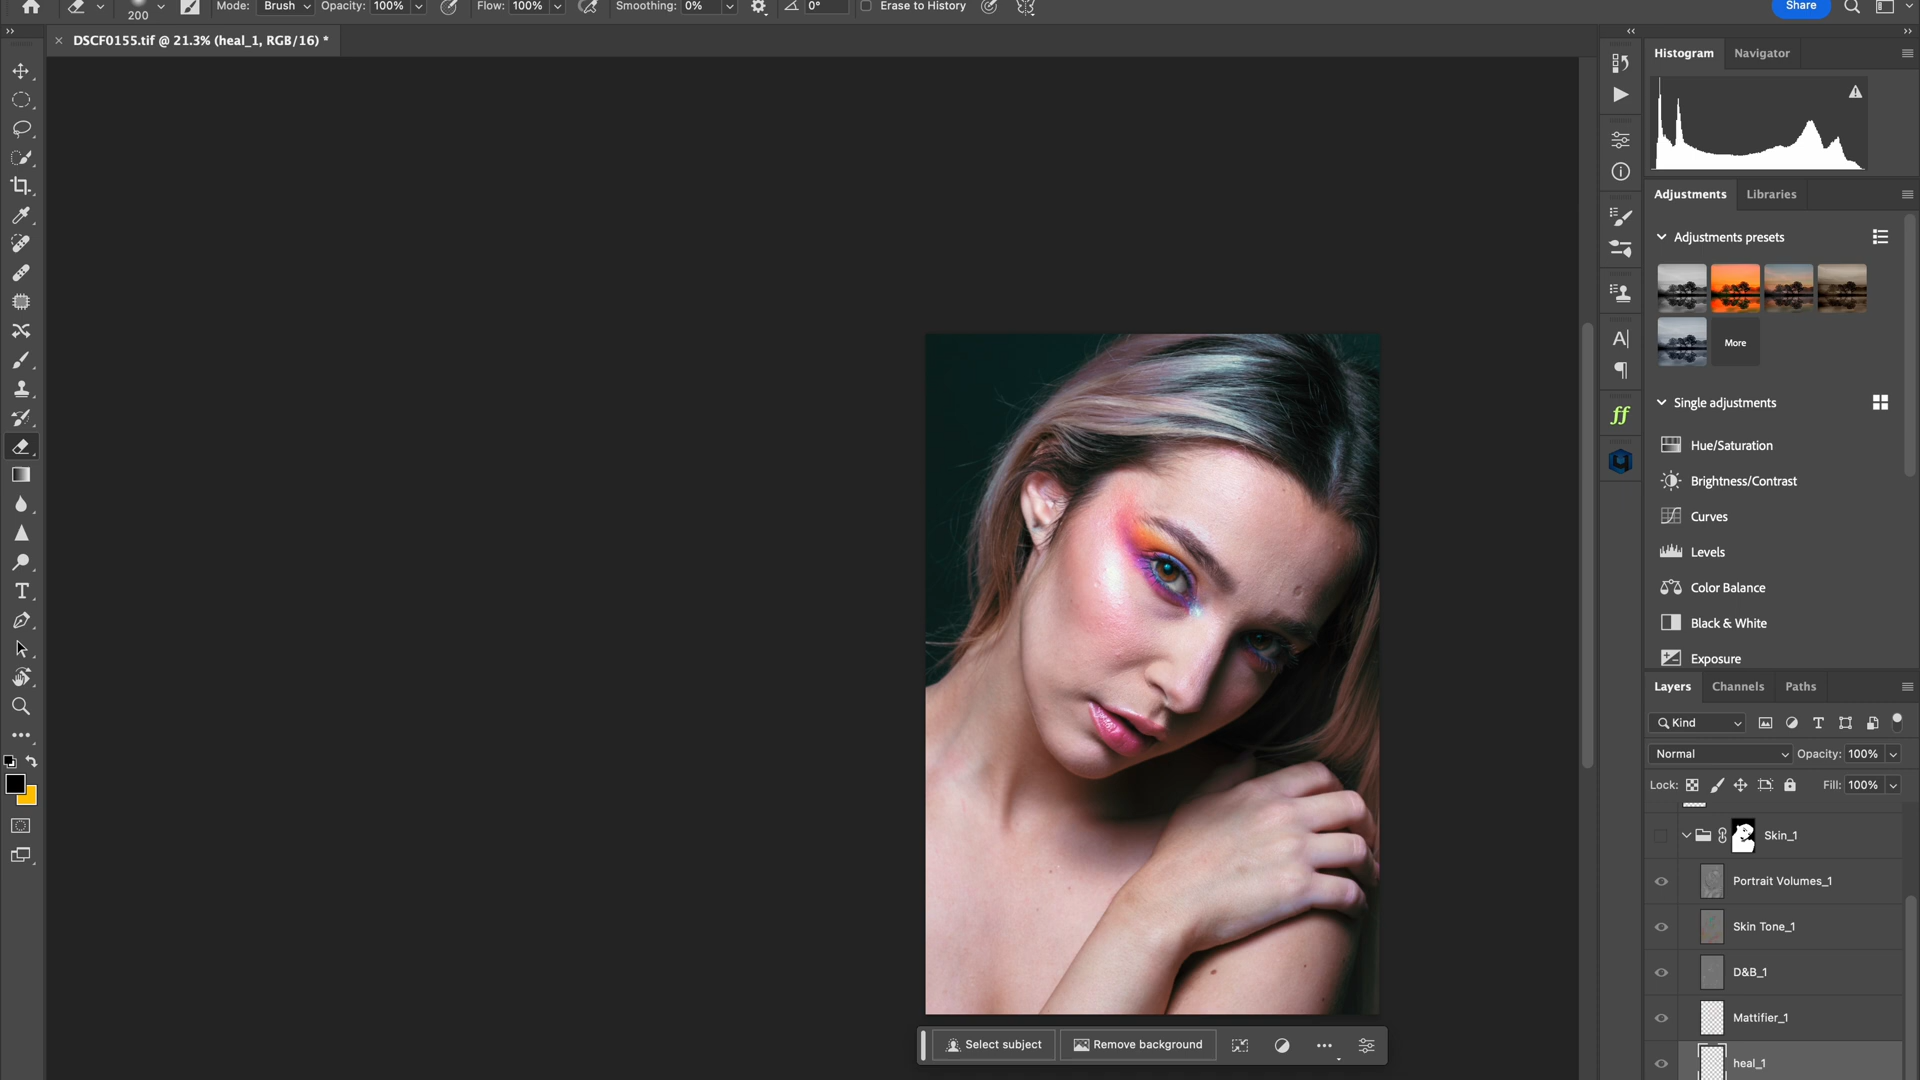 200
Mode: Brush Opacity: 100% Flow: 100% Smoothing: 0% 0° Erase to History
Share
DSCF0155.tif @ 21.3% (heal_1, RGB/16) *
Histogram Navigator
Adjustments Libraries
Adjustments presets
More
Single adjustments
Hue/Saturation
Brightness/Contrast
Curves
Levels
Color Balance
Black & White
Exposure
Layers Channels Paths
Kind
Normal Opacity: 100%
Lock: Fill: 100%
Skin_1
Portrait Volumes_1
Skin Tone_1
D&B_1
Mattifier_1
heal_1
Select subject Remove background